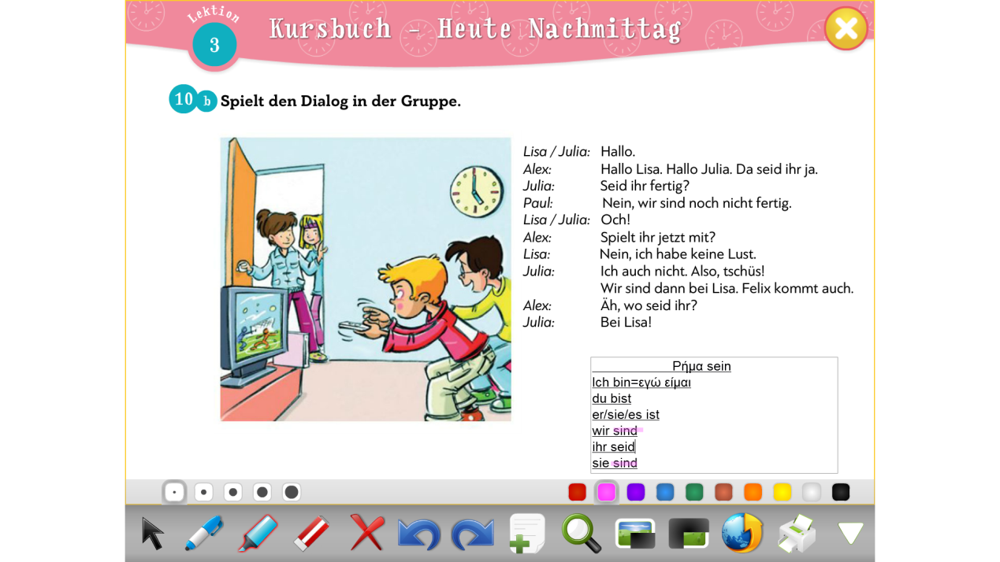 Lektion
3
Kursbuch - Heute Nachmittag
10 b Spielt den Dialog in der Gruppe.
Lisa / Julia: Hallo.
Alex: Hallo Lisa. Hallo Julia. Da seid ihr ja.
Julia: Seid ihr fertig?
Paul: Nein, wir sind noch nicht fertig.
Lisa / Julia: Och!
Alex: Spielt ihr jetzt mit?
Lisa: Nein, ich habe keine Lust.
Julia: Ich auch nicht. Also, tschüs!
Wir sind dann bei Lisa. Felix kommt auch.
Alex: Äh, wo seid ihr?
Julia: Bei Lisa!
Ρήμα sein
Ich bin=εγώ είμαι
du bist
er/sie/es ist
wir sind
ihr seid
sie sind